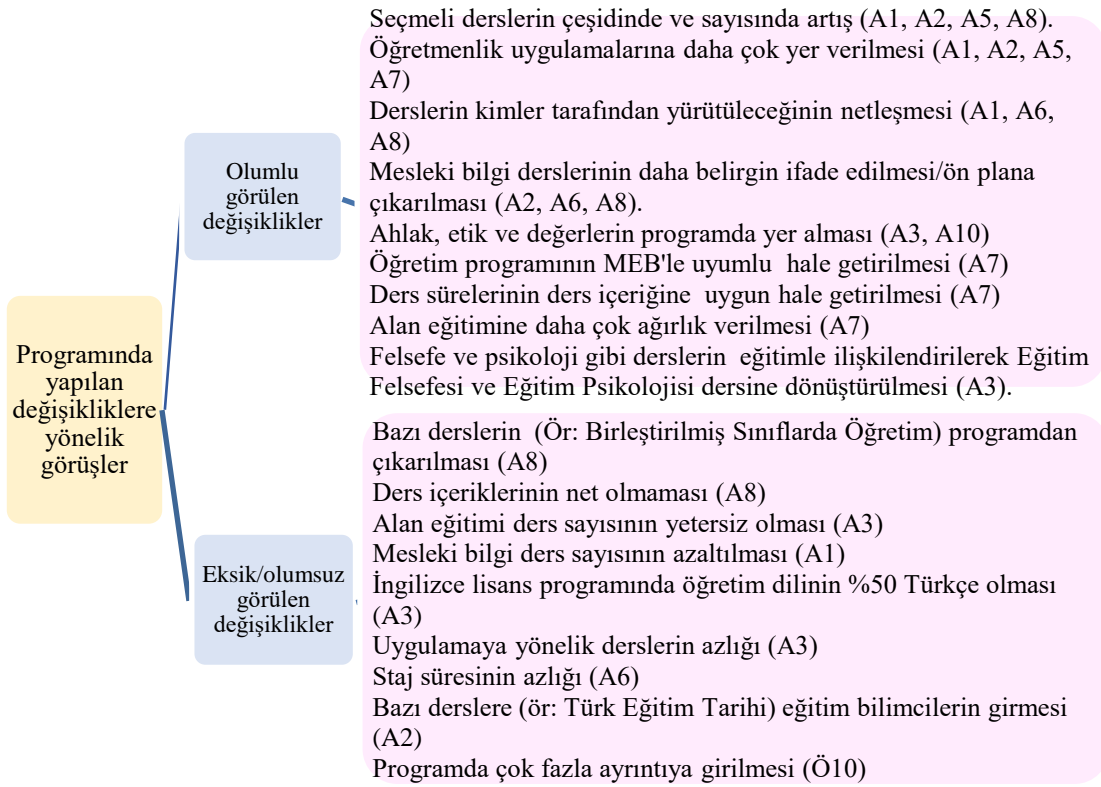 Programında
yapılan
değişikliklere
yönelik
görüşler
Olumlu
görülen
değişiklikler
Seçmeli derslerin çeşidinde ve sayısında artış (A1, A2, A5, A8).
Öğretmenlik uygulamalarına daha çok yer verilmesi (A1, A2, A5,
A7)
Derslerin kimler tarafından yürütüleceğinin netleşmesi (A1, A6,
A8)
Mesleki bilgi derslerinin daha belirgin ifade edilmesi/ön plana
çıkarılması (A2, A6, A8).
Ahlak, etik ve değerlerin programda yer alması (A3, A10)
Öğretim programının MEB'le uyumlu hale getirilmesi (A7)
Ders sürelerinin ders içeriğine uygun hale getirilmesi (A7)
Alan eğitimine daha çok ağırlık verilmesi (A7)
Felsefe ve psikoloji gibi derslerin eğitimle ilişkilendirilerek Eğitim
Felsefesi ve Eğitim Psikolojisi dersine dönüştürülmesi (A3).
Eksik/olumsuz
görülen
değişiklikler
Bazı derslerin (Ör: Birleştirilmiş Sınıflarda Öğretim) programdan
çıkarılması (A8)
Ders içeriklerinin net olmaması (A8)
Alan eğitimi ders sayısının yetersiz olması (A3)
Mesleki bilgi ders sayısının azaltılması (A1)
İngilizce lisans programında öğretim dilinin %50 Türkçe olması
(A3)
Uygulamaya yönelik derslerin azlığı (A3)
Staj süresinin azlığı (A6)
Bazı derslere (ör: Türk Eğitim Tarihi) eğitim bilimcilerin girmesi
(A2)
Programda çok fazla ayrıntıya girilmesi (Ö10)